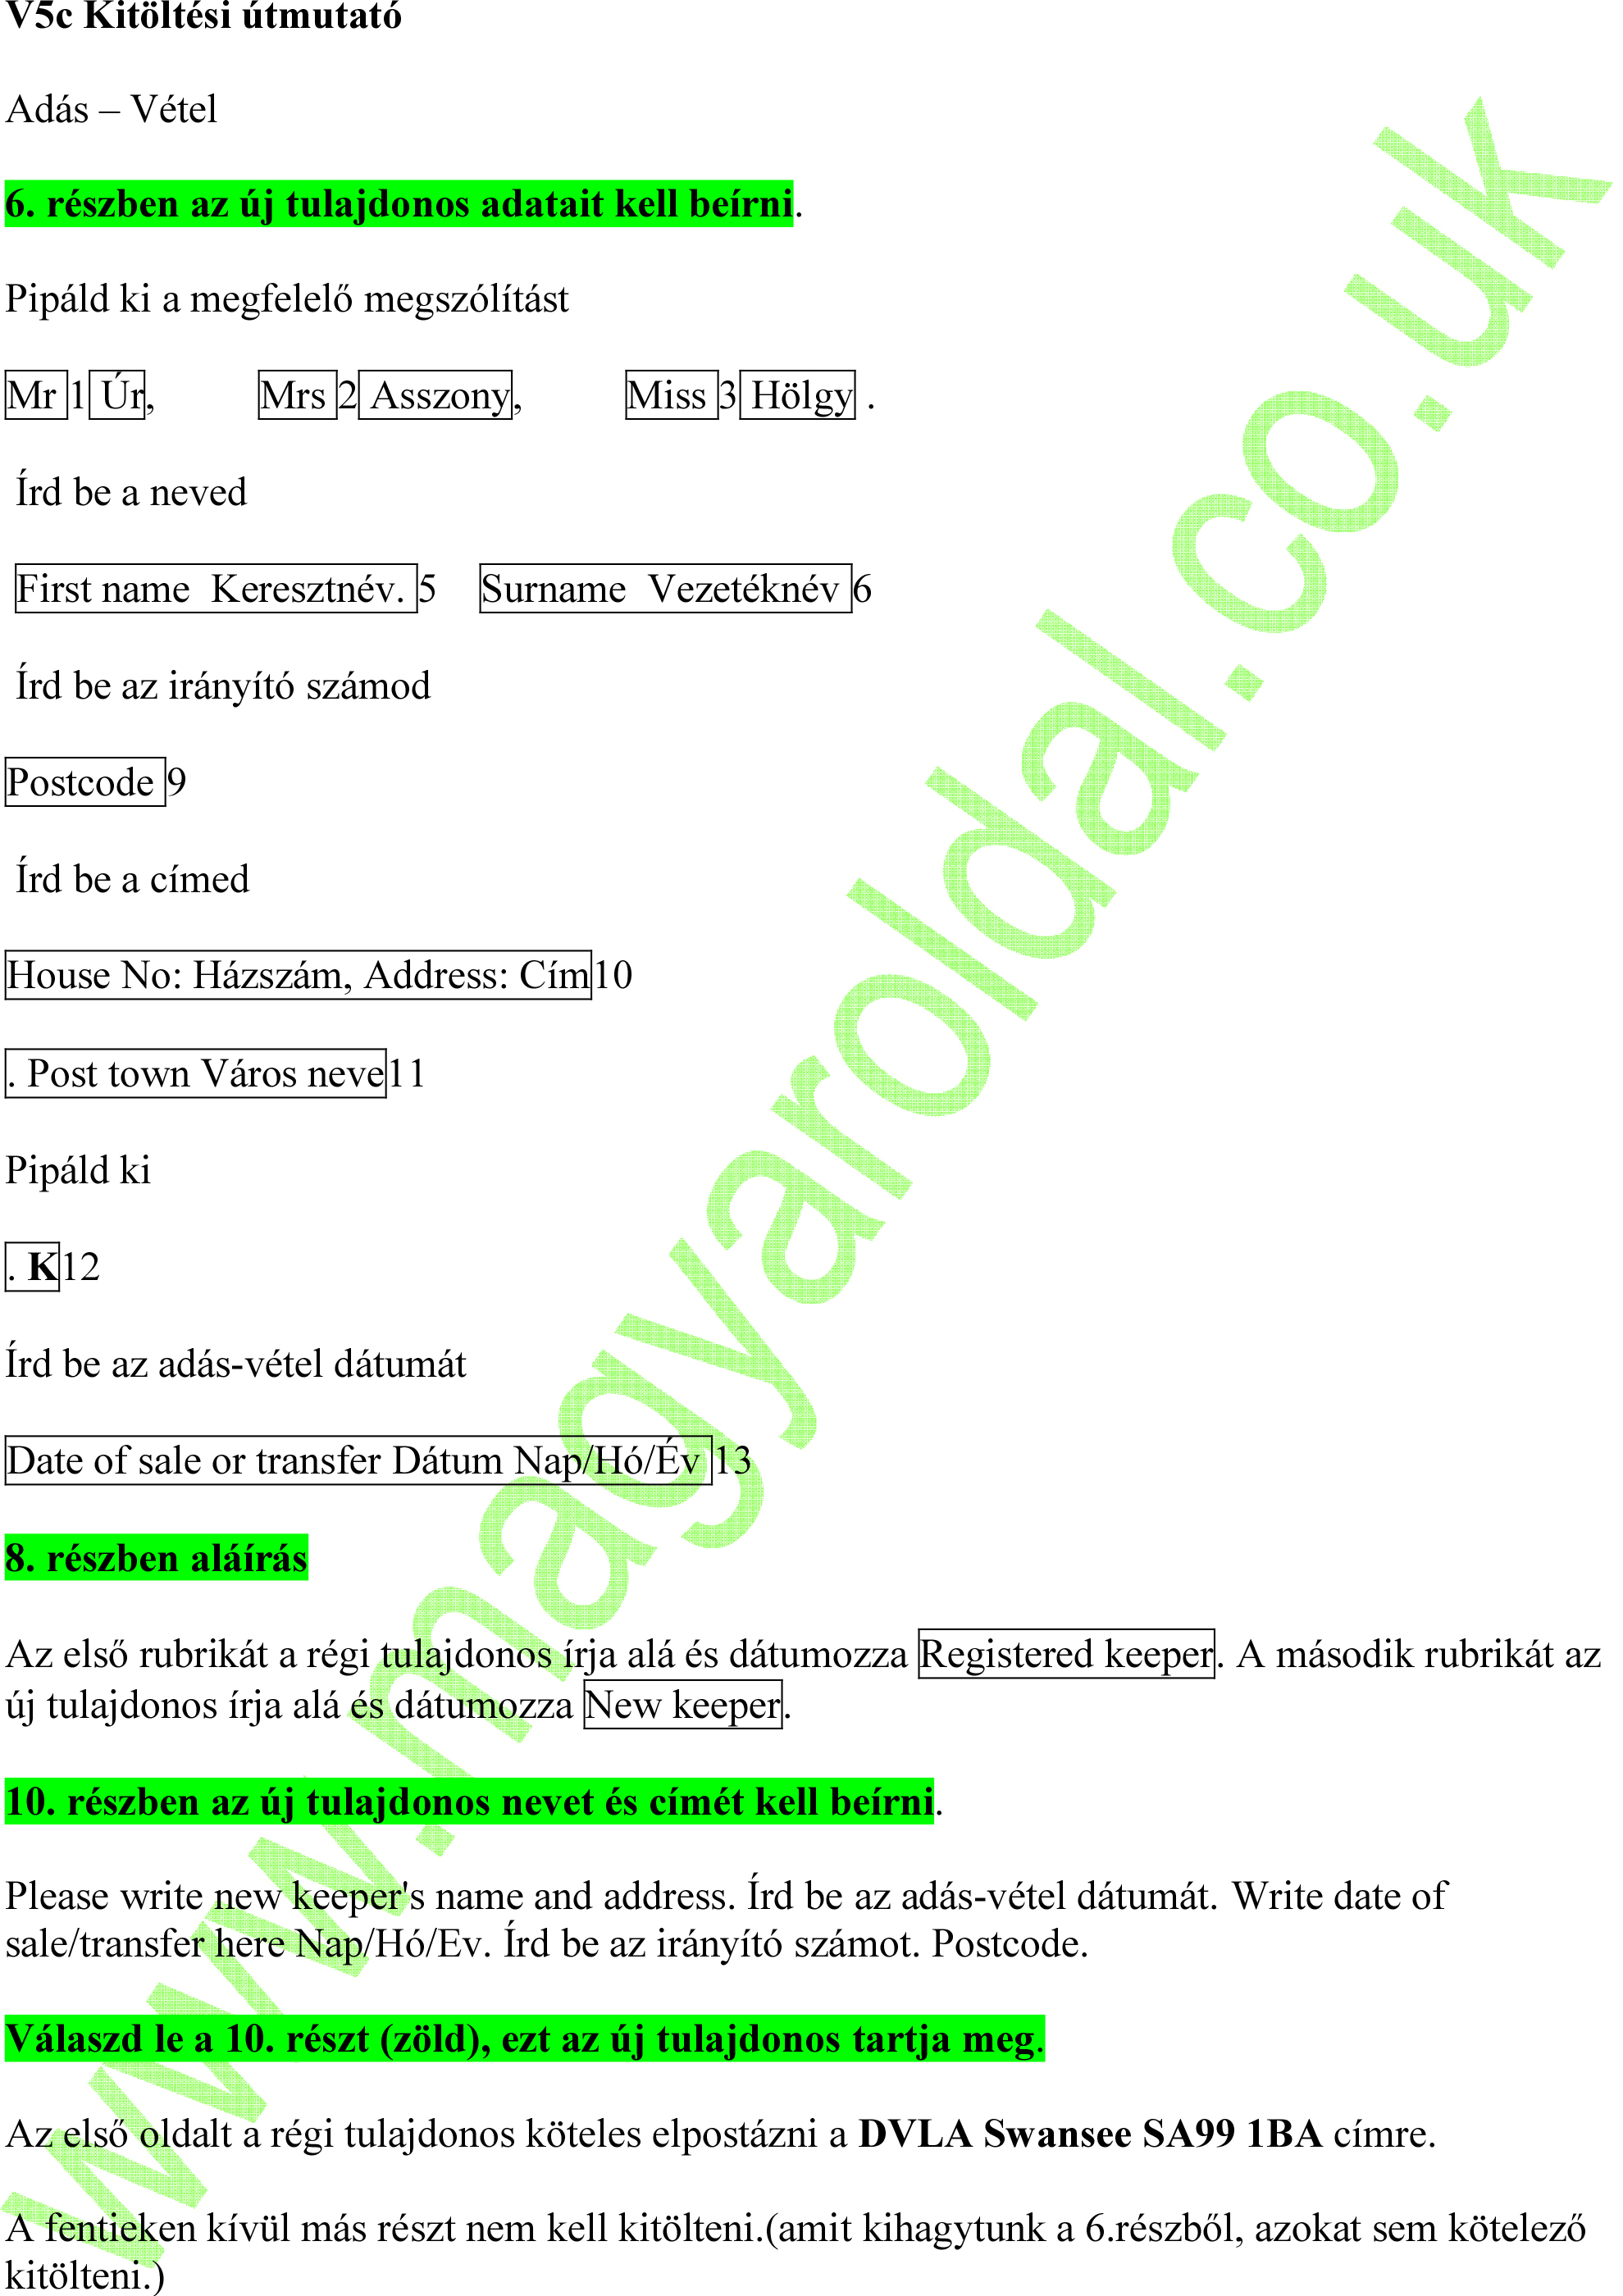 V5c Kitöltési útmutató
Adás – Vétel
6. részben az új tulajdonos adatait kell beírni.
Pipáld ki a megfelelő megszólítást
Mr 1 Úr, Mrs 2 Asszony, Miss 3 Hölgy .
Írd be a neved
First name Keresztnév. 5 Surname Vezetéknév 6
Írd be az irányító számod
Postcode 9
Írd be a címed
House No: Házszám, Address: Cím10
. Post town Város neve11
Pipáld ki
. K12
Írd be az adás-vétel dátumát
Date of sale or transfer Dátum Nap/Hó/Év 13
8. részben aláírás
Az első rubrikát a régi tulajdonos írja alá és dátumozza Registered keeper. A második rubrikát az
új tulajdonos írja alá és dátumozza New keeper.
10. részben az új tulajdonos nevet és címét kell beírni.
Please write new keeper's name and address. Írd be az adás-vétel dátumát. Write date of
sale/transfer here Nap/Hó/Ev. Írd be az irányító számot. Postcode.
Válaszd le a 10. részt (zöld), ezt az új tulajdonos tartja meg.
Az első oldalt a régi tulajdonos köteles elpostázni a DVLA Swansee SA99 1BA címre.
A fentieken kívül más részt nem kell kitölteni.(amit kihagytunk a 6.részből, azokat sem kötelező
kitölteni.)
www.magyaroldal.co.uk